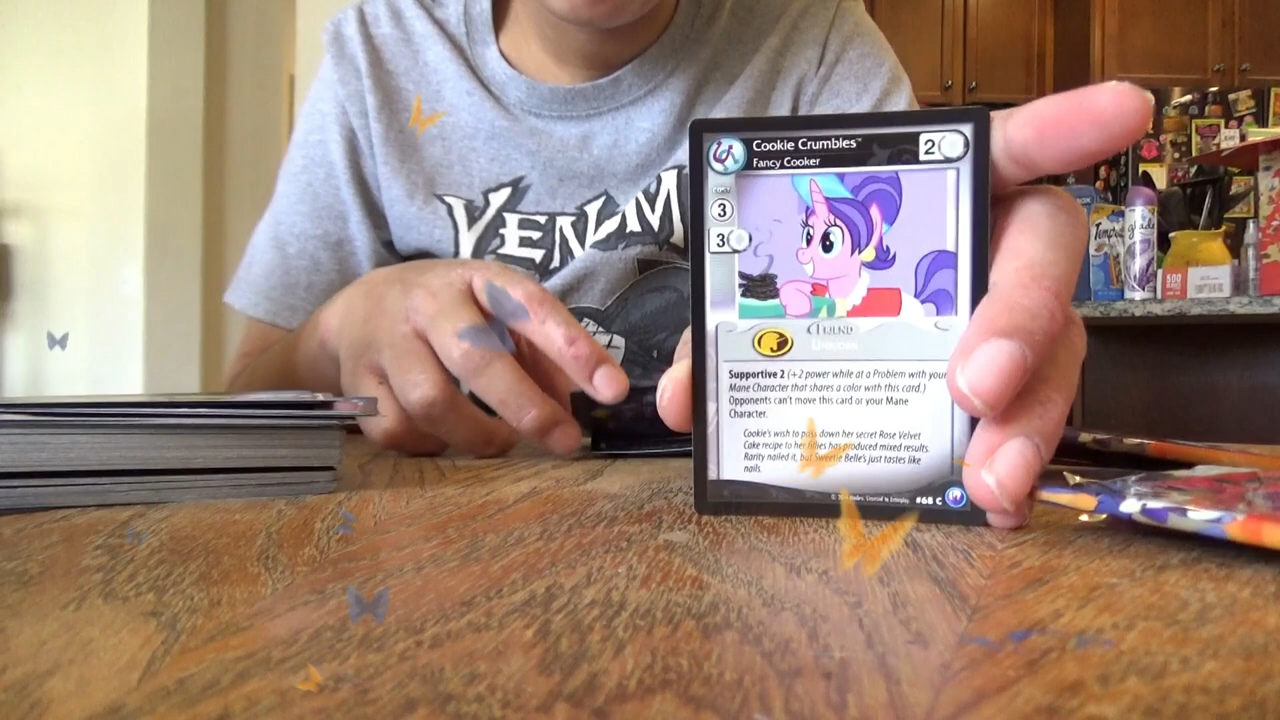 VENOM
Cookie Crumbles™
Fancy Cooker
2
COST
3
3
FRIEND
UNICORN
Supportive 2 (+2 power while at a Problem with your
Mane Character that shares a color with this card.)
Opponents can't move this card or your Mane
Character.
Cookie's wish to pass down her secret Rose Velvet
Cake recipe to her fillies has produced mixed results.
Rarity nailed it, but Sweetie Belle's just tastes like
nails.
#68 C
glade
500